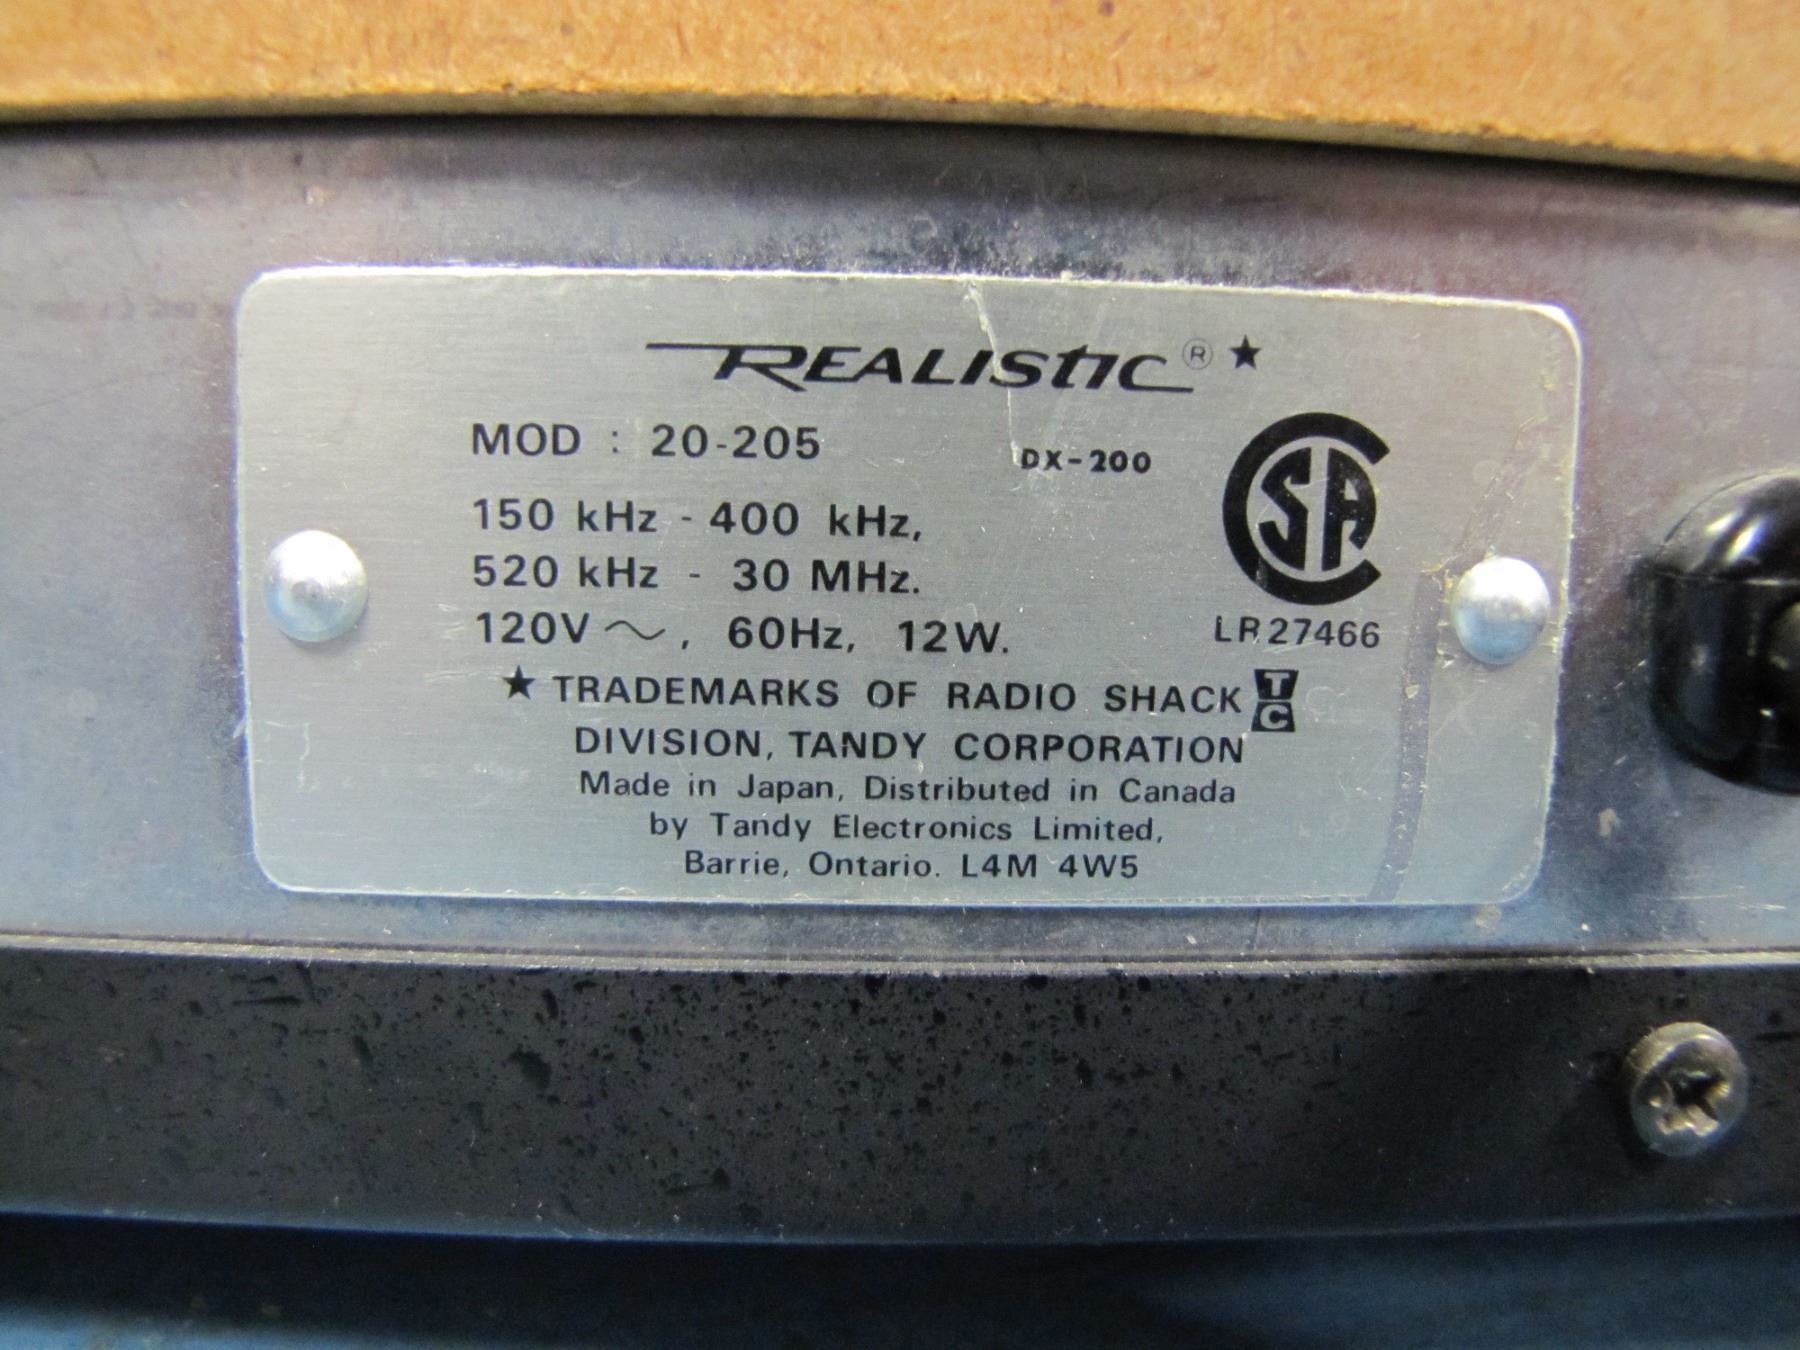 REALISTIC® ★
MOD : 20-205 DX-200
150 kHz - 400 kHz,
520 kHz - 30 MHz.
120V ~, 60Hz, 12W.
CSA
LR27466
★ TRADEMARKS OF RADIO SHACK TC
DIVISION, TANDY CORPORATION
Made in Japan, Distributed in Canada
by Tandy Electronics Limited,
Barrie, Ontario. L4M 4W5